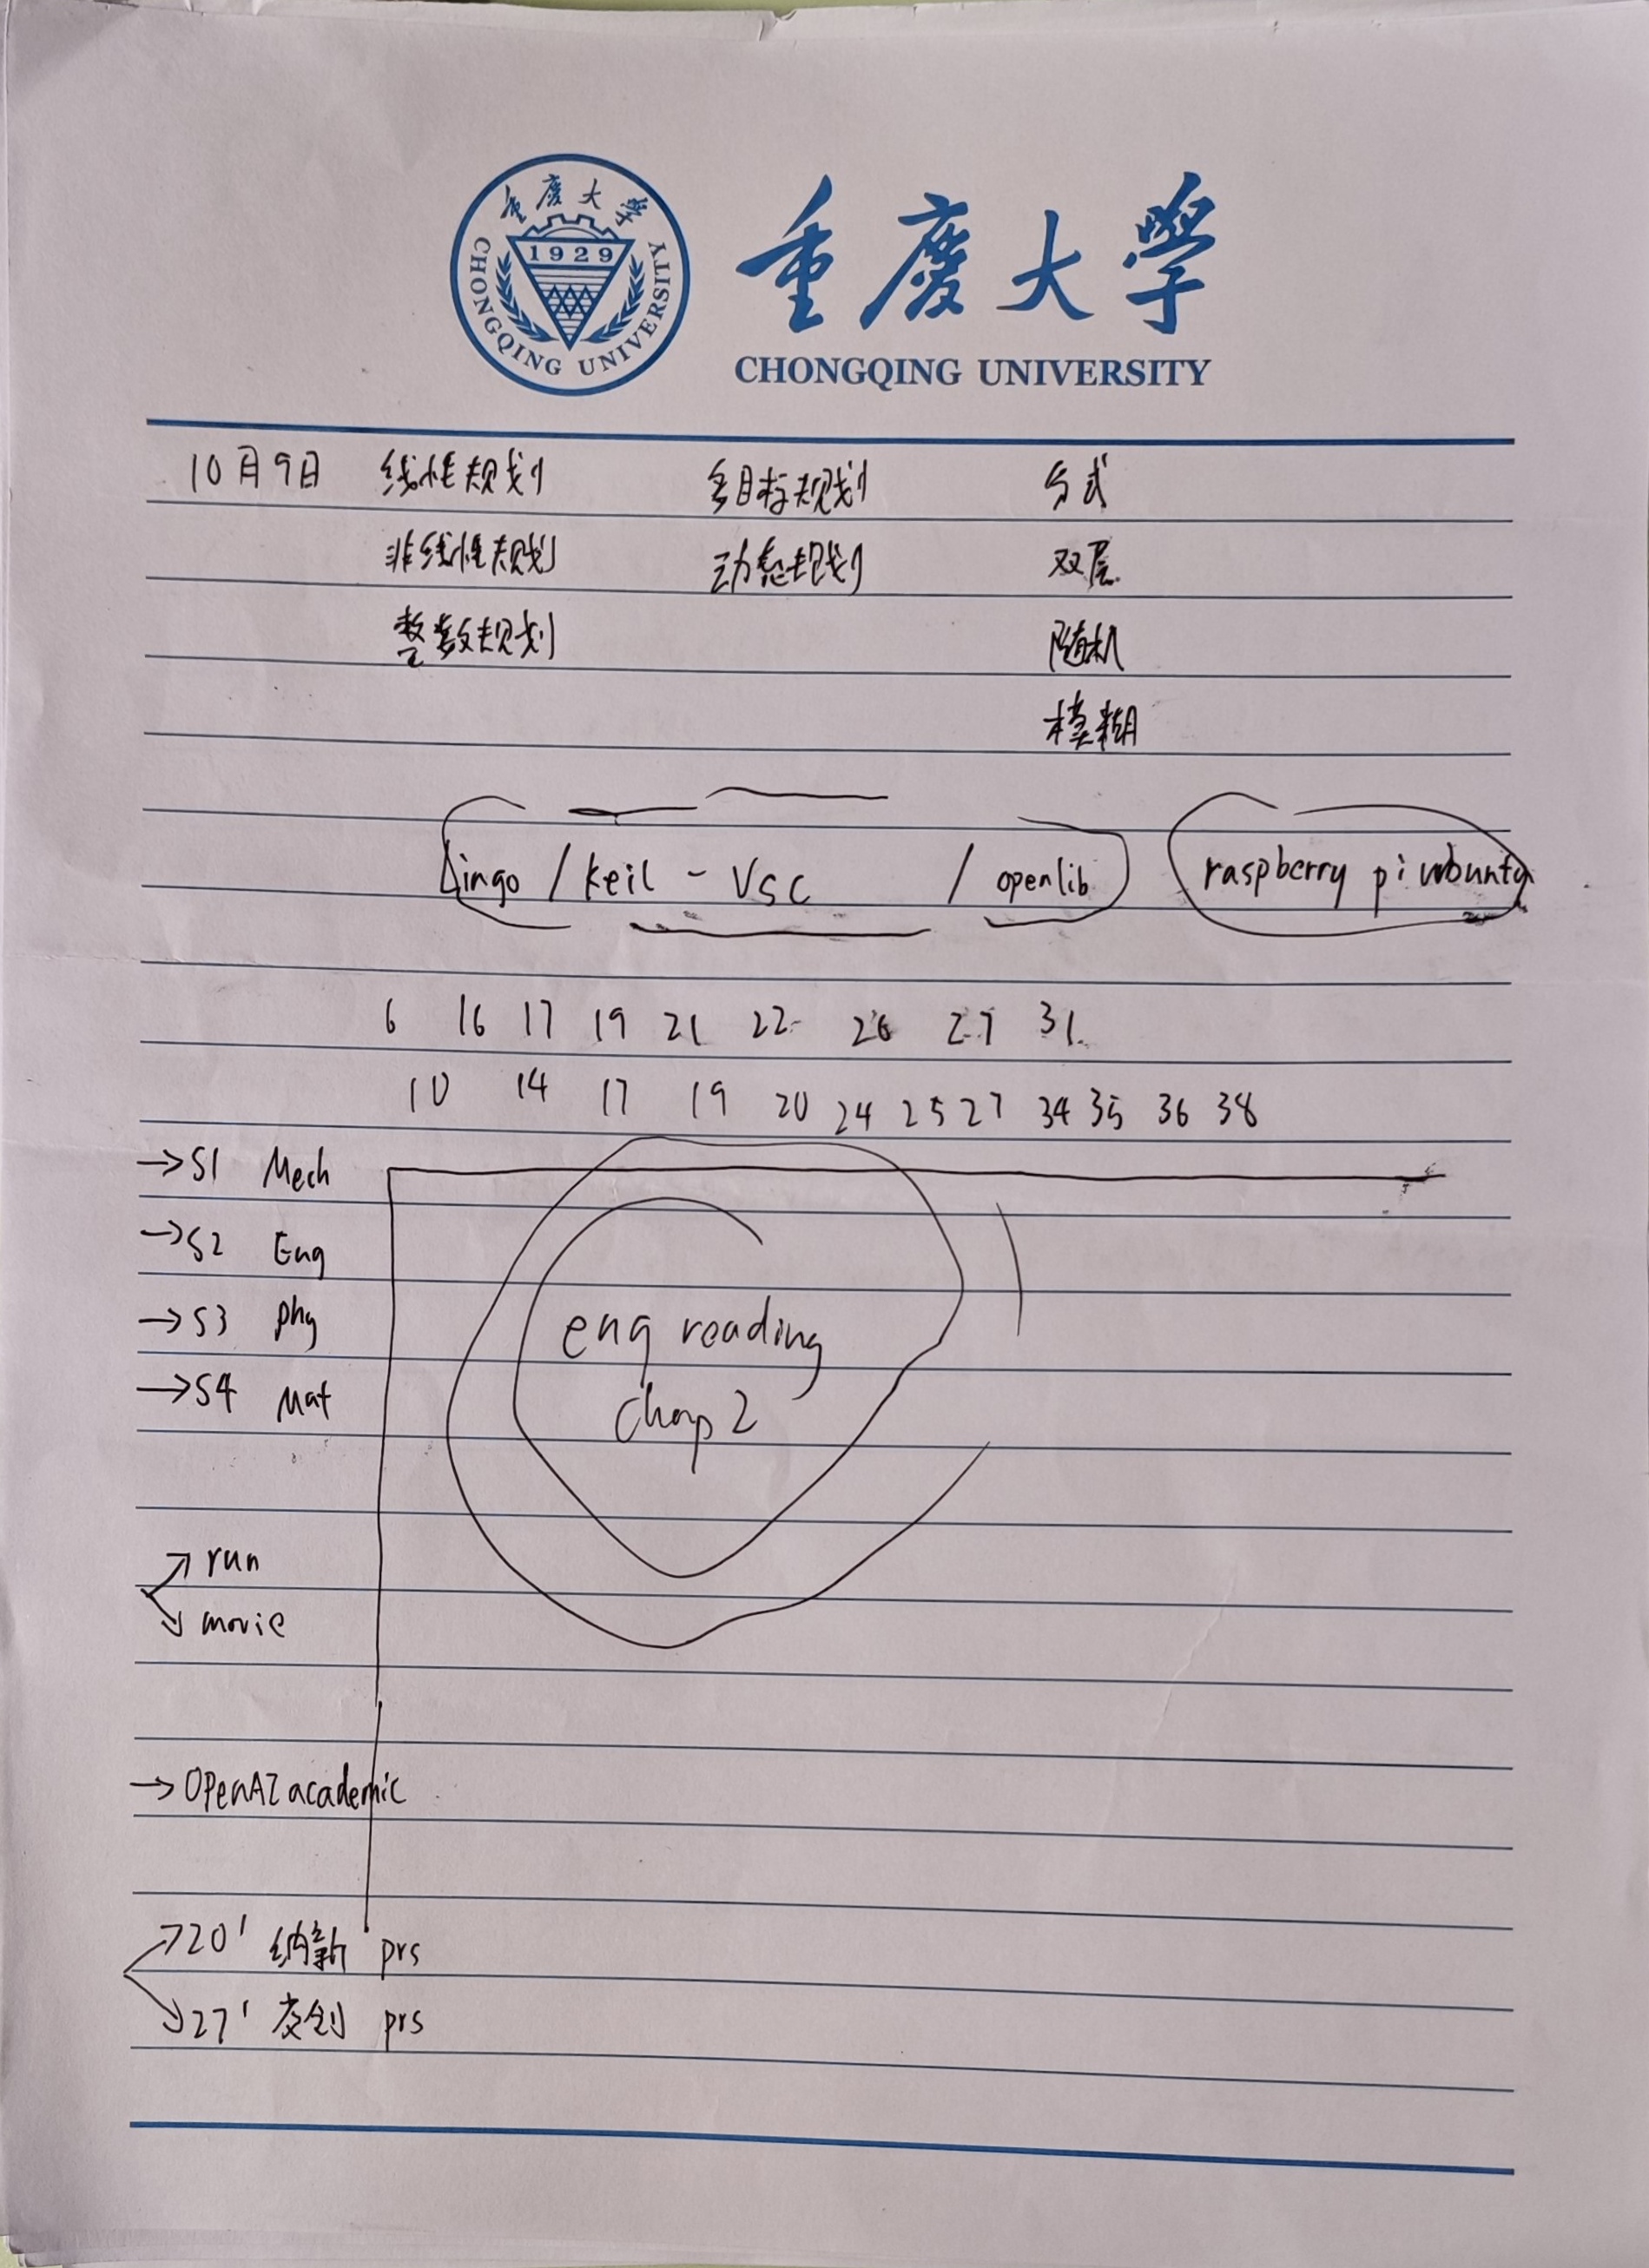 重慶大學
1929
CHONGQING UNIVERSITY
重慶大學
CHONGQING UNIVERSITY
10月9日 线性规划 多目标规划 分式
非线性规划 动态规划 双层
整数规划 随机
模糊
Lingo / keil - VSC / openlib raspberry pi
6 16 17 19 21 22 26 27 31
10 14 17 19 20 24 25 27 34 35 36 38
→S1 Mech
→S2 Eng
→S3 Phy
→S4 Mat
eng reading
Chap 2
run
movie
→ OPenAI academic
20' 纳新 prs
27' 创 prs